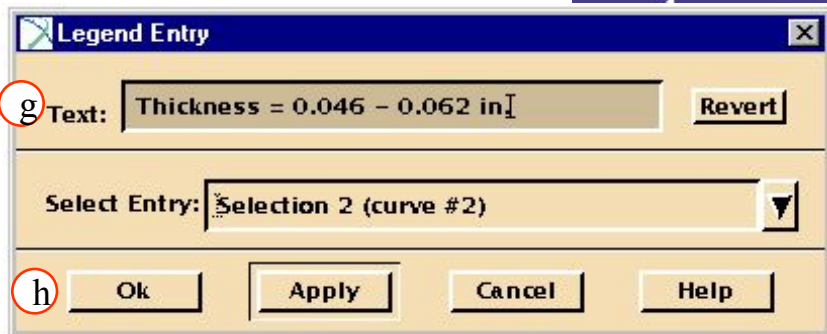 Legend Entry
g Text: Thickness = 0.046 – 0.062 in. Revert
Select Entry: Selection 2 (curve #2)
h Ok Apply Cancel Help